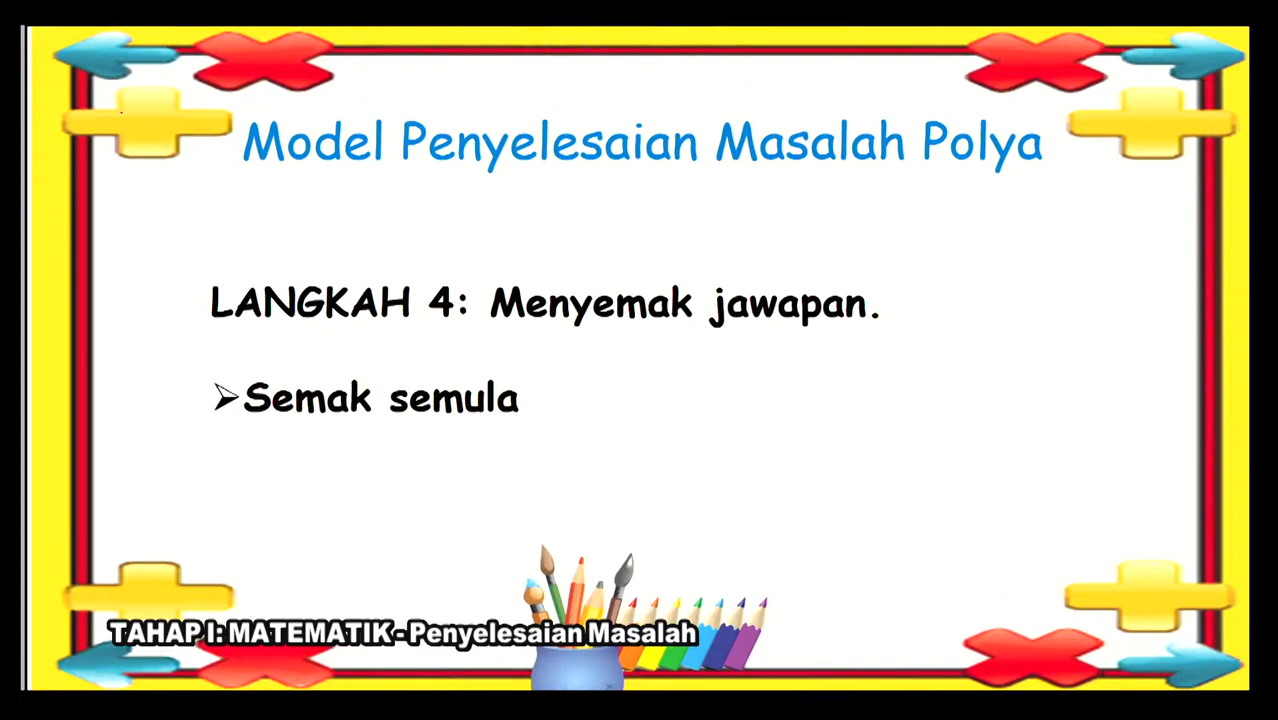 Model Penyelesaian Masalah Polya
LANGKAH 4: Menyemak jawapan.
➢Semak semula
TAHAP I: MATEMATIK - Penyelesaian Masalah